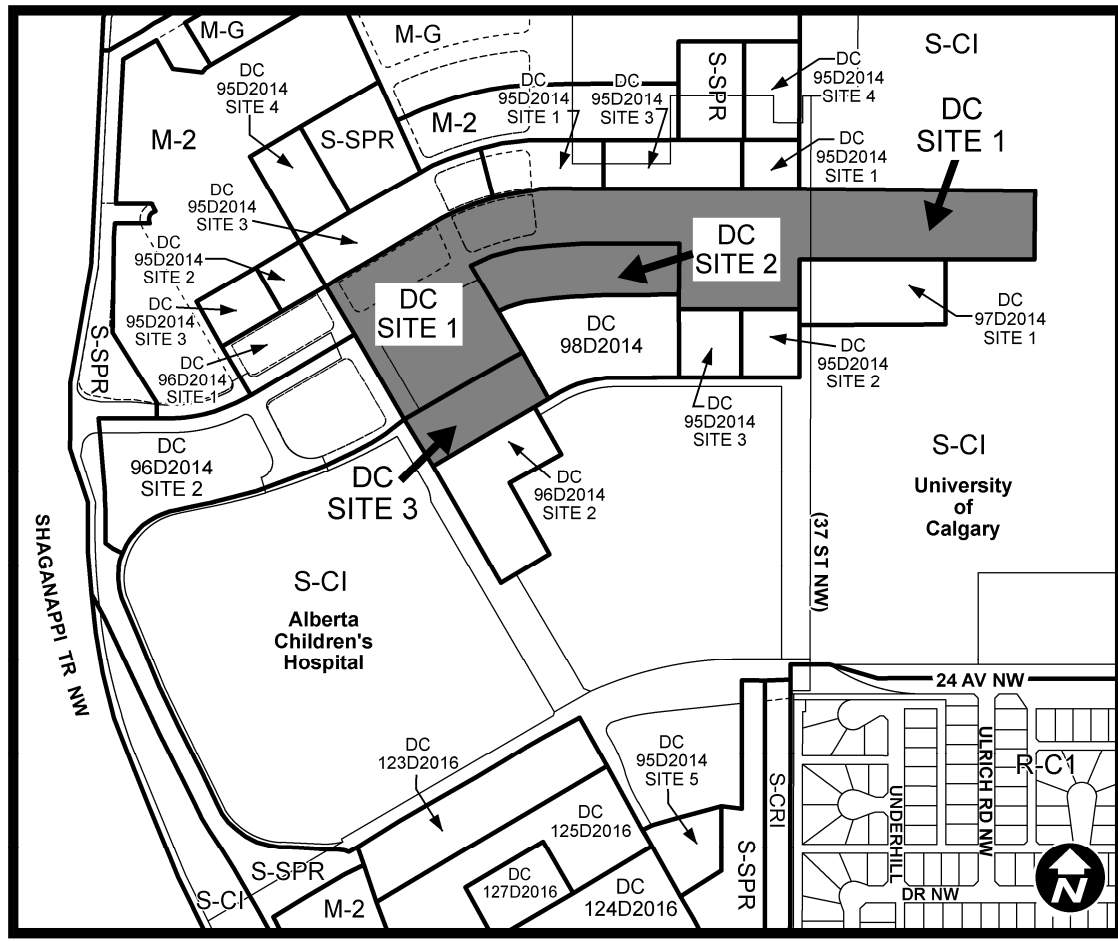 M-G
M-G
S-CI
DC
95D2014
SITE 4
DC
95D2014
SITE 1
DC
95D2014
SITE 3
S-SPR
DC
95D2014
SITE 4
DC
SITE 1
M-2
S-SPR
M-2
DC
95D2014
SITE 1
DC
95D2014
SITE 3
DC
95D2014
SITE 2
DC
95D2014
SITE 3
DC
SITE 2
DC
SITE 1
DC
97D2014
SITE 1
S-SPR
DC
96D2014
SITE 1
DC
98D2014
DC
95D2014
SITE 2
DC
95D2014
SITE 3
DC
96D2014
SITE 2
DC
SITE 3
DC
96D2014
SITE 2
S-CI
University
of
Calgary
(37 ST NW)
SHAGANAPPI TR NW
S-CI
Alberta
Children's
Hospital
24 AV NW
DC
123D2016
DC
95D2014
SITE 5
S-CRI
ULRICH RD NW
R-C1
UNDERHILL
DR NW
DC
125D2016
S-SPR
S-SPR
DC
127D2016
DC
124D2016
S-CI
M-2
N